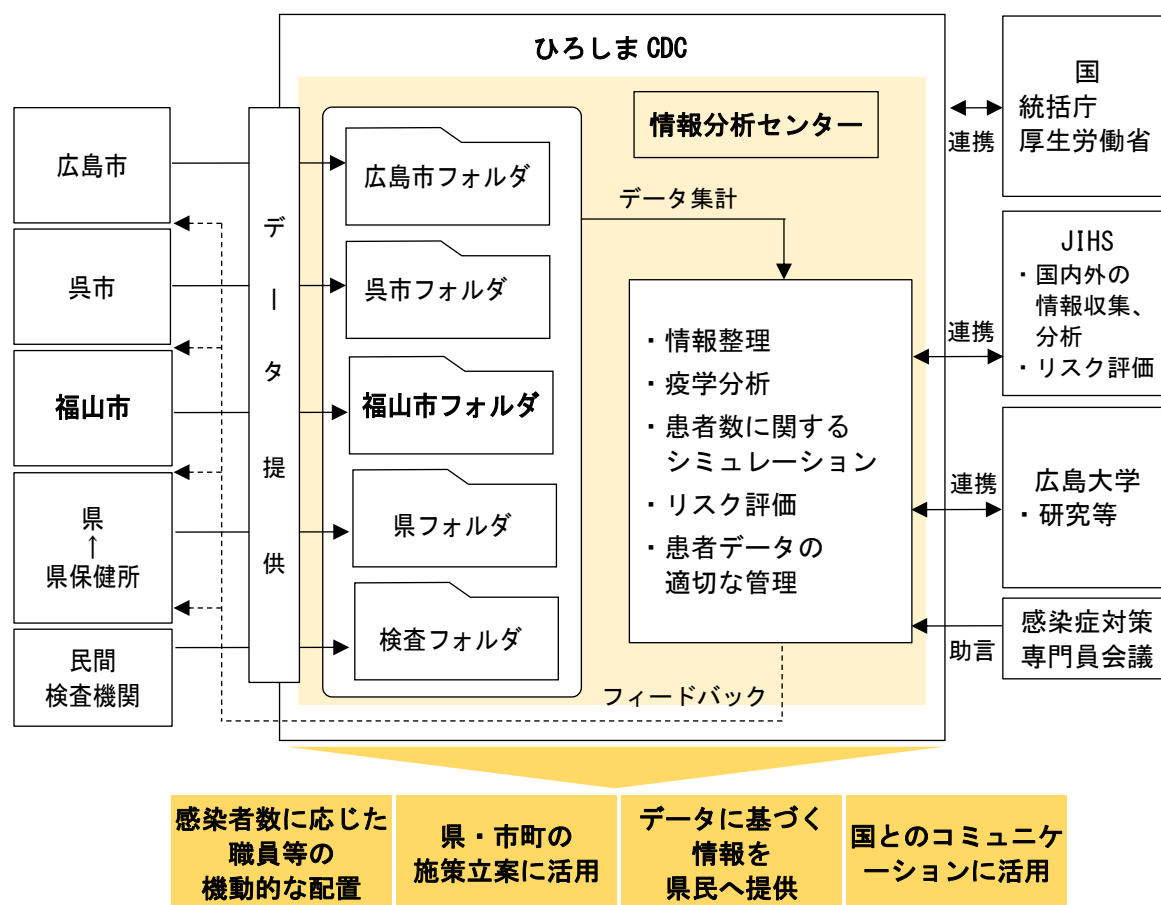 ひろしま CDC
情報分析センター
広島市
呉市
福山市
県
↑
県保健所
民間
検査機関
データ提供
広島市フォルダ
呉市フォルダ
福山市フォルダ
県フォルダ
検査フォルダ
データ集計
・情報整理
・疫学分析
・患者数に関する
シミュレーション
・リスク評価
・患者データの
適切な管理
フィードバック
連携
国
統括庁
厚生労働省
連携
JIHS
・国内外の
情報収集、
分析
・リスク評価
連携
広島大学
・研究等
助言
感染症対策
専門員会議
感染者数に応じた
職員等の
機動的な配置
県・市町の
施策立案に活用
データに基づく
情報を
県民へ提供
国とのコミュニケ
ーションに活用